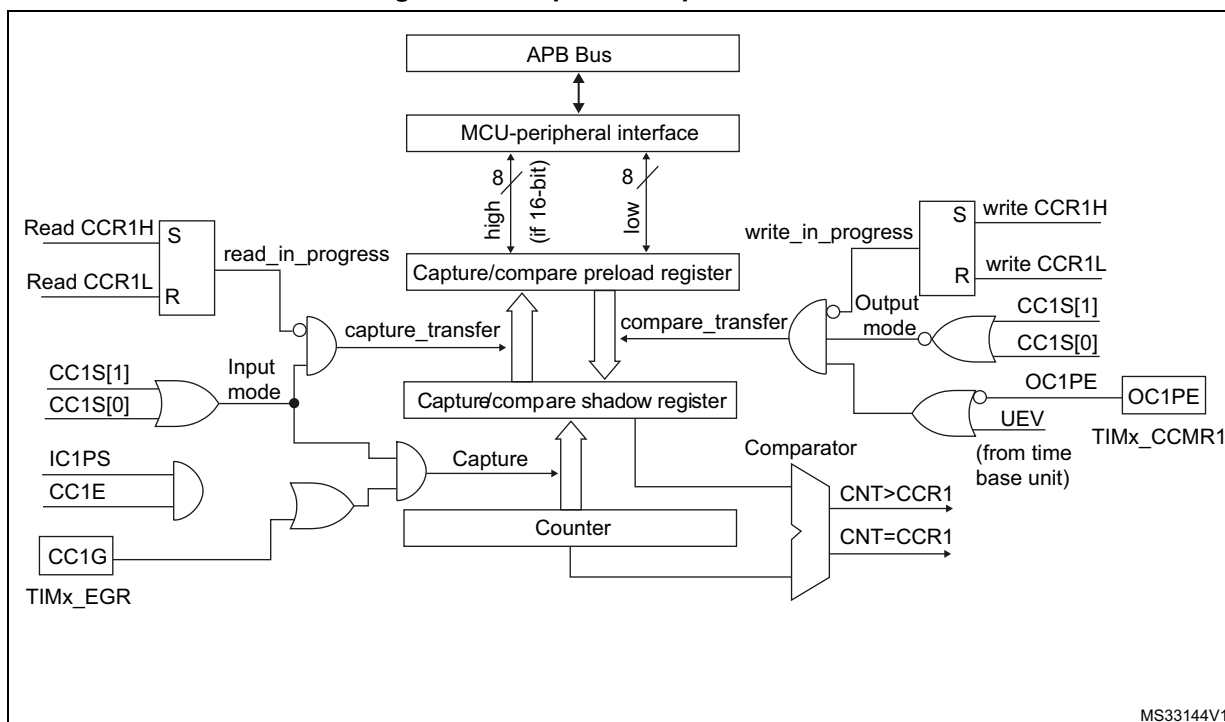 APB Bus
MCU-peripheral interface
8
high
(if 16-bit)
8
low
Read CCR1H
S
read_in_progress
Read CCR1L
R
write_in_progress
S
write CCR1H
R
write CCR1L
Capture/compare preload register
CC1S[1]
Output
mode
CC1S[0]
capture_transfer
compare_transfer
CC1S[1]
Input
mode
CC1S[0]
Capture/compare shadow register
OC1PE
OC1PE
UEV
TIMx_CCMR1
(from time
base unit)
IC1PS
CC1E
Capture
Comparator
CNT>CCR1
Counter
CNT=CCR1
CC1G
TIMx_EGR
MS33144V1